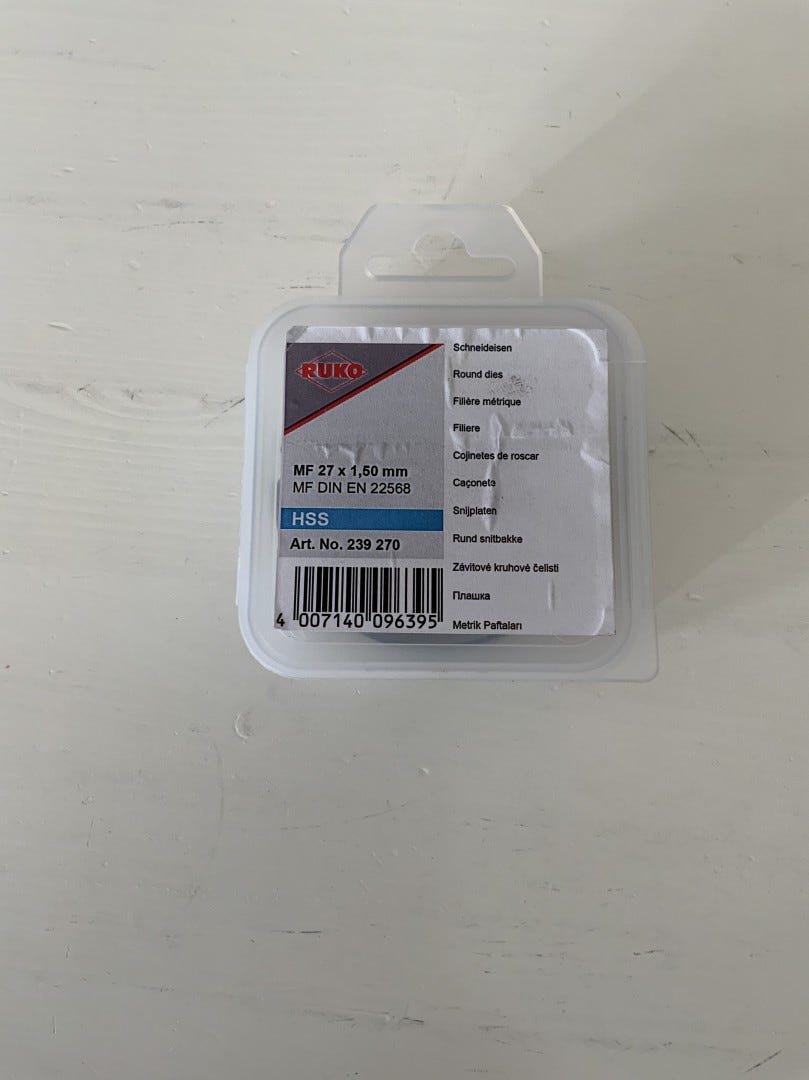 RUKO
MF 27 x 1,50 mm
MF DIN EN 22568
HSS
Art. No. 239 270
4 007140 096395
Schneideisen
Round dies
Filière métrique
Filiere
Cojinetes de roscar
Caçonete
Snijplaten
Rund snitbakke
Závitové kruhové čelisti
Плашка
Metrik Paftaları